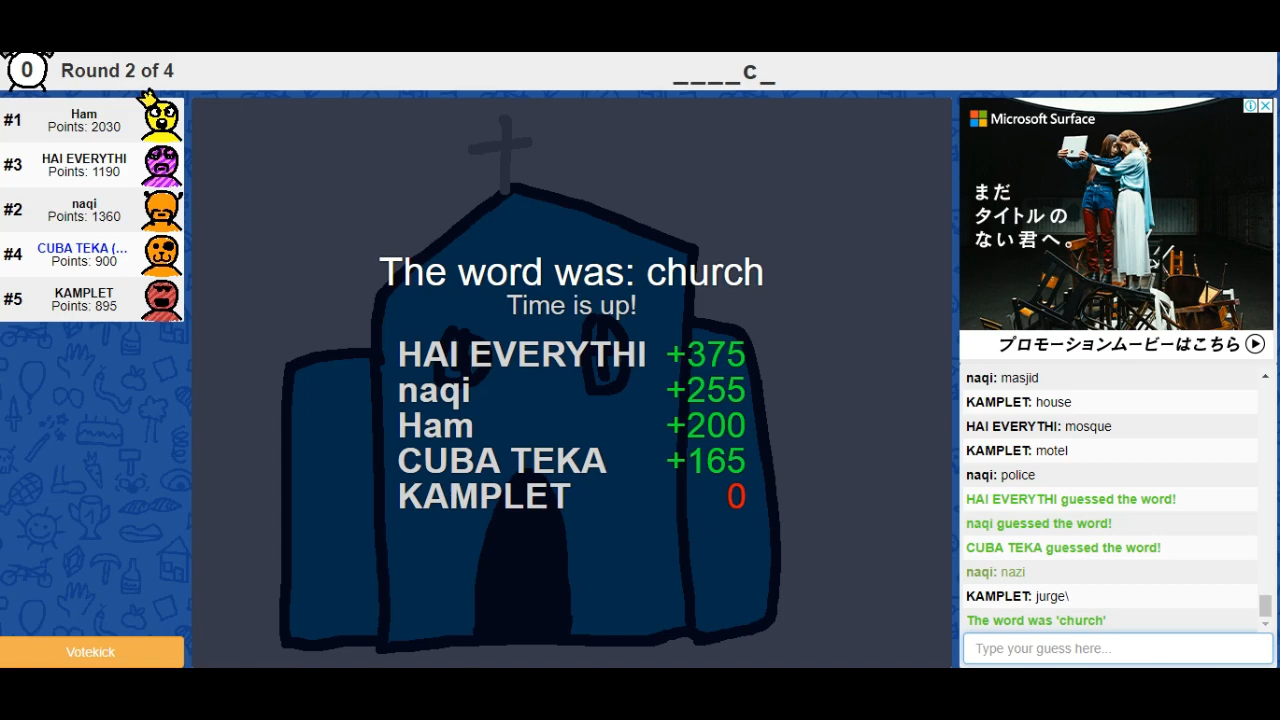 0
Round 2 of 4
____c_
#1
Ham
Points: 2030
#3
HAI EVERYTHI
Points: 1190
#2
naqi
Points: 1360
#4
CUBA TEKA (...
Points: 900
#5
KAMPLET
Points: 895
Votekick
The word was: church
Time is up!
HAI EVERYTHI +375
naqi +255
Ham +200
CUBA TEKA +165
KAMPLET 0
Microsoft Surface
まだ
タイトルの
ない君へ。
プロモーションムービーはこちら
naqi: masjid
KAMPLET: house
HAI EVERYTHI: mosque
KAMPLET: motel
naqi: police
HAI EVERYTHI guessed the word!
naqi guessed the word!
CUBA TEKA guessed the word!
naqi: nazi
KAMPLET: jurge\
The word was 'church'
Type your guess here...